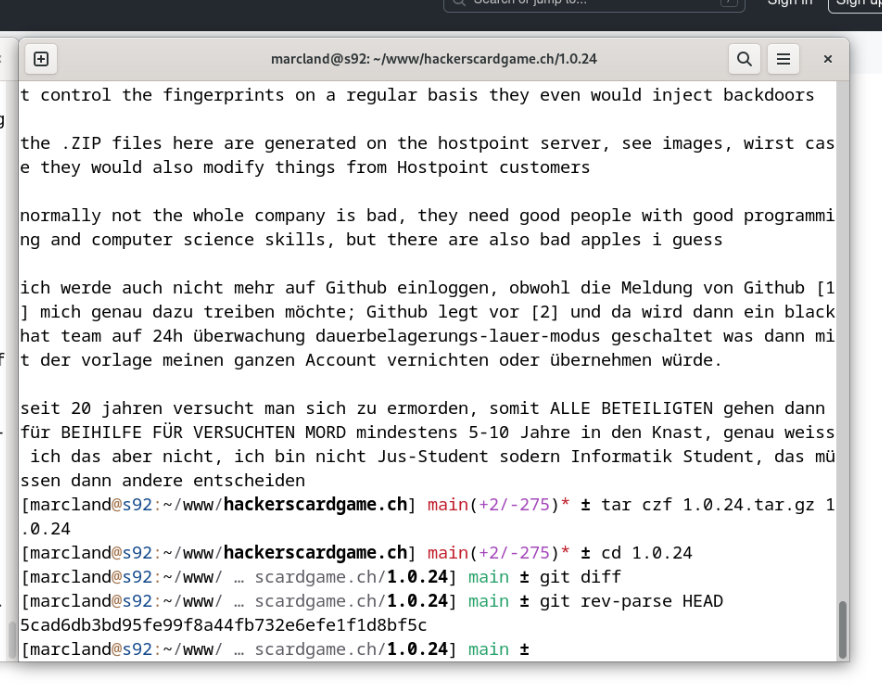 Search or jump to...
/
Sign in
Sign up
marcland@s92: ~/www/hackerscardgame.ch/1.0.24
t control the fingerprints on a regular basis they even would inject backdoors
the .ZIP files here are generated on the hostpoint server, see images, wirst cas
e they would also modify things from Hostpoint customers
normally not the whole company is bad, they need good people with good programmi
ng and computer science skills, but there are also bad apples i guess
ich werde auch nicht mehr auf Github einloggen, obwohl die Meldung von Github [1
] mich genau dazu treiben möchte; Github legt vor [2] und da wird dann ein black
hat team auf 24h überwachung dauerbelagerungs-lauer-modus geschaltet was dann mi
t der vorlage meinen ganzen Account vernichten oder übernehmen würde.
seit 20 jahren versucht man sich zu ermorden, somit ALLE BETEILIGTEN gehen dann
für BEIHILFE FÜR VERSUCHTEN MORD mindestens 5-10 Jahre in den Knast, genau weiss
ich das aber nicht, ich bin nicht Jus-Student sodern Informatik Student, das mü
ssen dann andere entscheiden
[marcland@s92:~/www/hackerscardgame.ch] main(+2/-275)* ± tar czf 1.0.24.tar.gz 1
.0.24
[marcland@s92:~/www/hackerscardgame.ch] main(+2/-275)* ± cd 1.0.24
[marcland@s92:~/www/ … scardgame.ch/1.0.24] main ± git diff
[marcland@s92:~/www/ … scardgame.ch/1.0.24] main ± git rev-parse HEAD
5cad6db3bd95fe99f8a44fb732e6efe1f1d8bf5c
[marcland@s92:~/www/ … scardgame.ch/1.0.24] main ±